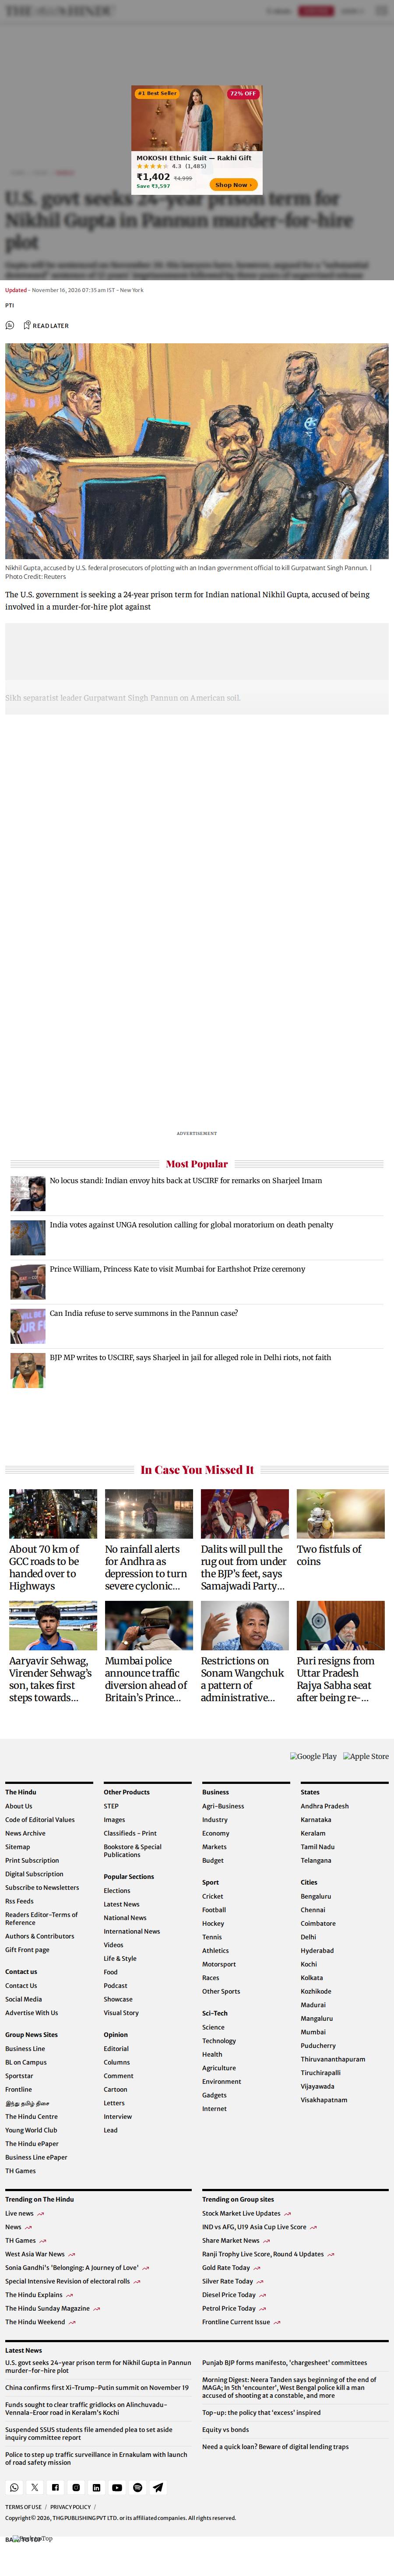 THE HINDU
#1 Best Seller
72% OFF
MOKOSH Ethnic Suit — Rakhi Gift
4.3 (1,485)
₹1,402 ₹4,999
Save ₹3,597
Shop Now
U.S. govt seeks 24-year prison term for
Nikhil Gupta in Pannun murder-for-hire
plot
Updated - November 16, 2026 07:35 am IST - New York
PTI
READ LATER
Nikhil Gupta, accused by U.S. federal prosecutors of plotting with an Indian government official to kill Gurpatwant Singh Pannun. |
Photo Credit: Reuters
The U.S. government is seeking a 24-year prison term for Indian national Nikhil Gupta, accused of being
involved in a murder-for-hire plot against
Sikh separatist leader Gurpatwant Singh Pannun on American soil.
ADVERTISEMENT
Most Popular
No locus standi: Indian envoy hits back at USCIRF for remarks on Sharjeel Imam
India votes against UNGA resolution calling for global moratorium on death penalty
Prince William, Princess Kate to visit Mumbai for Earthshot Prize ceremony
Can India refuse to serve summons in the Pannun case?
BJP MP writes to USCIRF, says Sharjeel in jail for alleged role in Delhi riots, not faith
In Case You Missed It
About 70 km of
GCC roads to be
handed over to
Highways
No rainfall alerts
for Andhra as
depression to turn
severe cyclonic...
Dalits will pull the
rug out from under
the BJP's feet, says
Samajwadi Party...
Two fistfuls of
coins
Aaryavir Sehwag,
Virender Sehwag's
son, takes first
steps towards...
Mumbai police
announce traffic
diversion ahead of
Britain's Prince...
Restrictions on
Sonam Wangchuk
a pattern of
administrative...
Puri resigns from
Uttar Pradesh
Rajya Sabha seat
after being re-...
Google Play
Apple Store
The Hindu
About Us
Code of Editorial Values
News Archive
Sitemap
Print Subscription
Digital Subscription
Subscribe to Newsletters
Rss Feeds
Readers Editor-Terms of
Reference
Authors & Contributors
Gift Front page
Contact us
Contact Us
Social Media
Advertise With Us
Group News Sites
Business Line
BL on Campus
Sportstar
Frontline
இந்து தமிழ் திசை
The Hindu Centre
Young World Club
The Hindu ePaper
Business Line ePaper
TH Games
Other Products
STEP
Images
Classifieds - Print
Bookstore & Special
Publications
Popular Sections
Elections
Latest News
National News
International News
Videos
Life & Style
Food
Podcast
Showcase
Visual Story
Opinion
Editorial
Columns
Comment
Cartoon
Letters
Interview
Lead
Business
Agri-Business
Industry
Economy
Markets
Budget
Sport
Cricket
Football
Hockey
Tennis
Athletics
Motorsport
Races
Other Sports
Sci-Tech
Science
Technology
Health
Agriculture
Environment
Gadgets
Internet
States
Andhra Pradesh
Karnataka
Keralam
Tamil Nadu
Telangana
Cities
Bengaluru
Chennai
Coimbatore
Delhi
Hyderabad
Kochi
Kolkata
Kozhikode
Madurai
Mangaluru
Mumbai
Puducherry
Thiruvananthapuram
Tiruchirapalli
Vijayawada
Visakhapatnam
Trending on The Hindu
Live news
News
TH Games
West Asia War News
Sonia Gandhi's 'Belonging: A Journey of Love'
Special Intensive Revision of electoral rolls
The Hindu Explains
The Hindu Sunday Magazine
The Hindu Weekend
Trending on Group sites
Stock Market Live Updates
IND vs AFG, U19 Asia Cup Live Score
Share Market News
Ranji Trophy Live Score, Round 4 Updates
Gold Rate Today
Silver Rate Today
Diesel Price Today
Petrol Price Today
Frontline Current Issue
Latest News
U.S. govt seeks 24-year prison term for Nikhil Gupta in Pannun
murder-for-hire plot
China confirms first Xi-Trump-Putin summit on November 19
Funds sought to clear traffic gridlocks on Alinchuvadu-
Vennala-Eroor road in Keralam's Kochi
Suspended SSUS students file amended plea to set aside
inquiry committee report
Police to step up traffic surveillance in Ernakulam with launch
of road safety mission
Punjab BJP forms manifesto, 'chargesheet' committees
Morning Digest: Neera Tanden says beginning of the end of
MAGA; In 5th 'encounter', West Bengal police kill a man
accused of shooting at a constable, and more
Top-up: the policy that 'excess' inspired
Equity vs bonds
Need a quick loan? Beware of digital lending traps
TERMS OF USE / PRIVACY POLICY /
Copyright© 2026, THG PUBLISHING PVT LTD. or its affiliated companies. All rights reserved.
BACK TO TOP